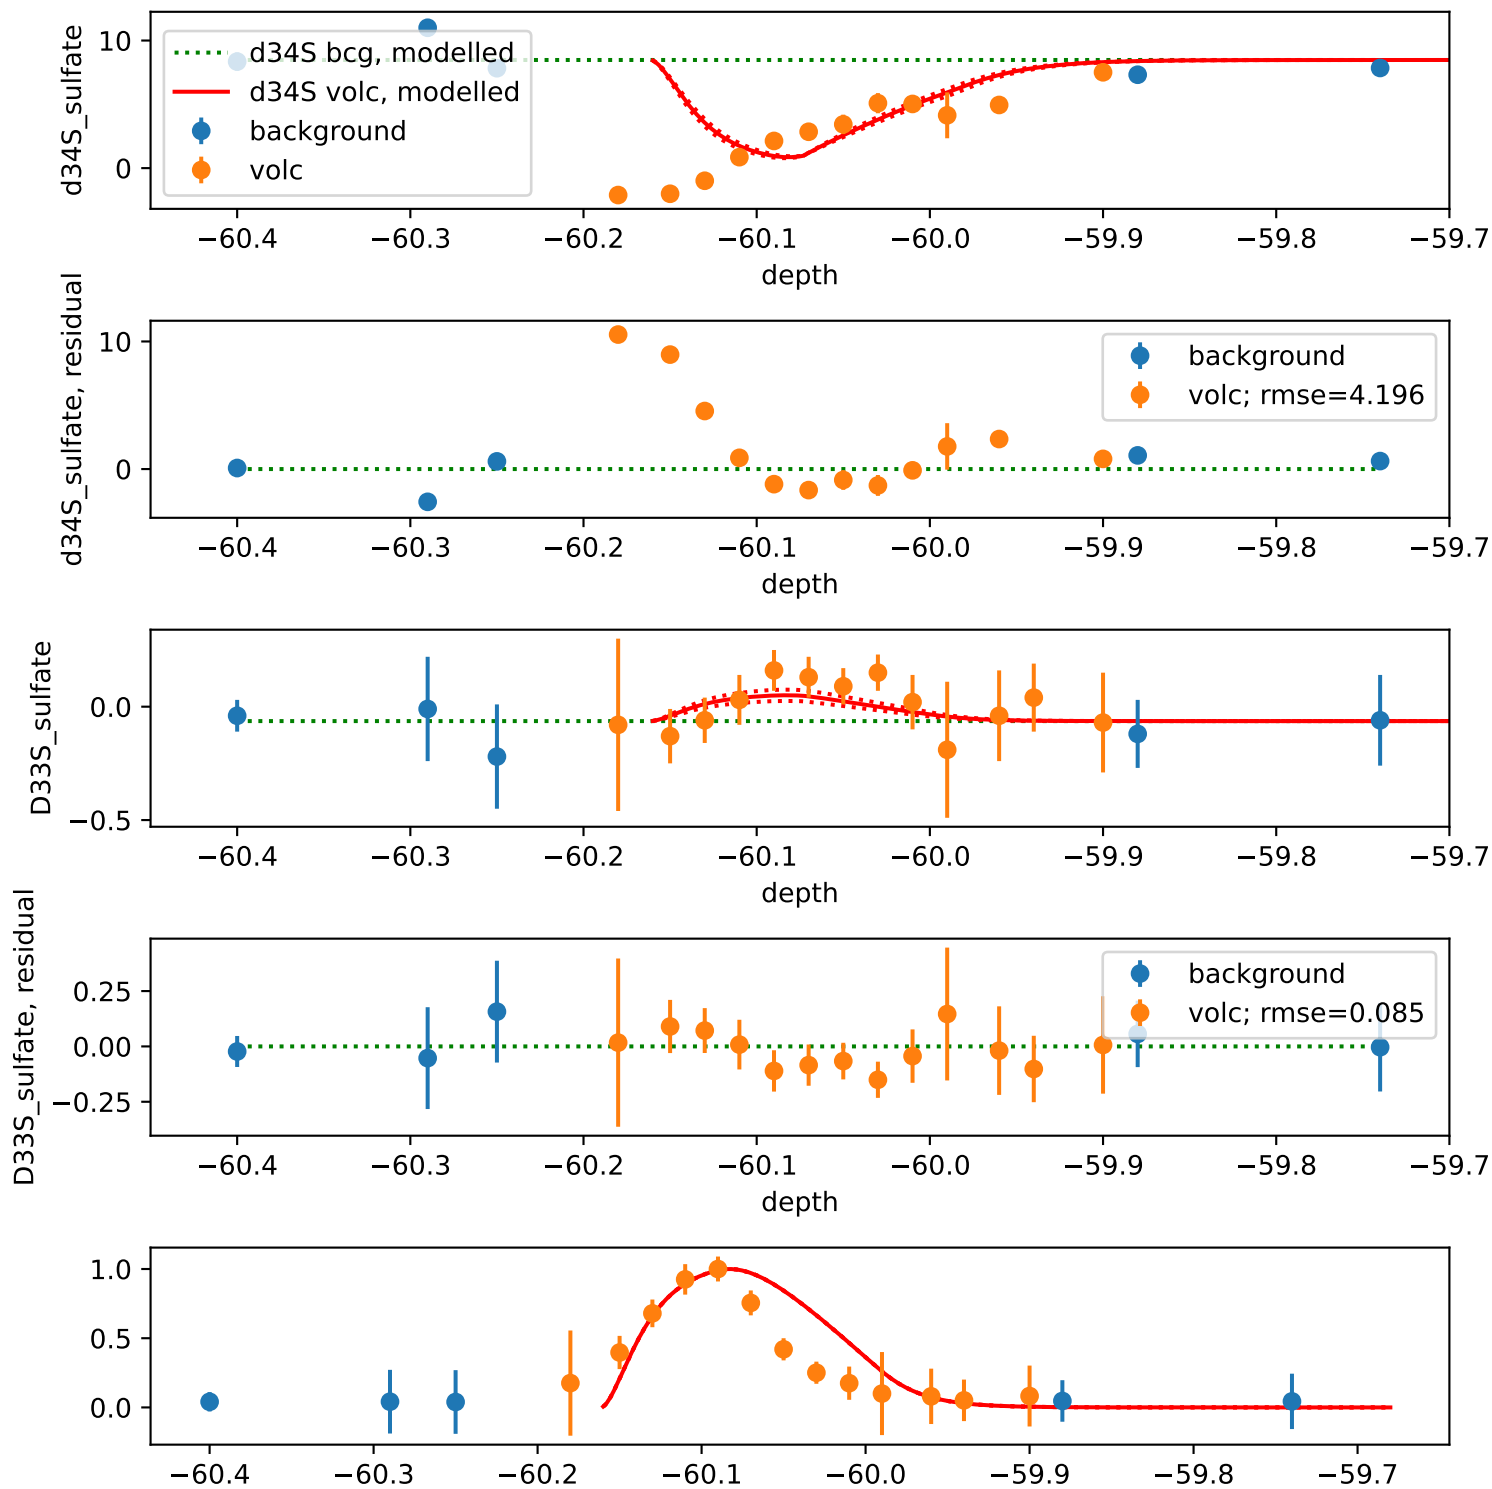 10
0
d34S_sulfate
d34S bcg, modelled
d34S volc, modelled
background
volc
−60.4 −60.3 −60.2 −60.1 −60.0 −59.9 −59.8 −59.7
depth
10
0
d34S_sulfate, residual
background
volc; rmse=4.196
−60.4 −60.3 −60.2 −60.1 −60.0 −59.9 −59.8 −59.7
depth
0.0
−0.5
D33S_sulfate
−60.4 −60.3 −60.2 −60.1 −60.0 −59.9 −59.8 −59.7
depth
0.25
0.00
−0.25
D33S_sulfate, residual
background
volc; rmse=0.085
−60.4 −60.3 −60.2 −60.1 −60.0 −59.9 −59.8 −59.7
depth
1.0
0.5
0.0
−60.4 −60.3 −60.2 −60.1 −60.0 −59.9 −59.8 −59.7